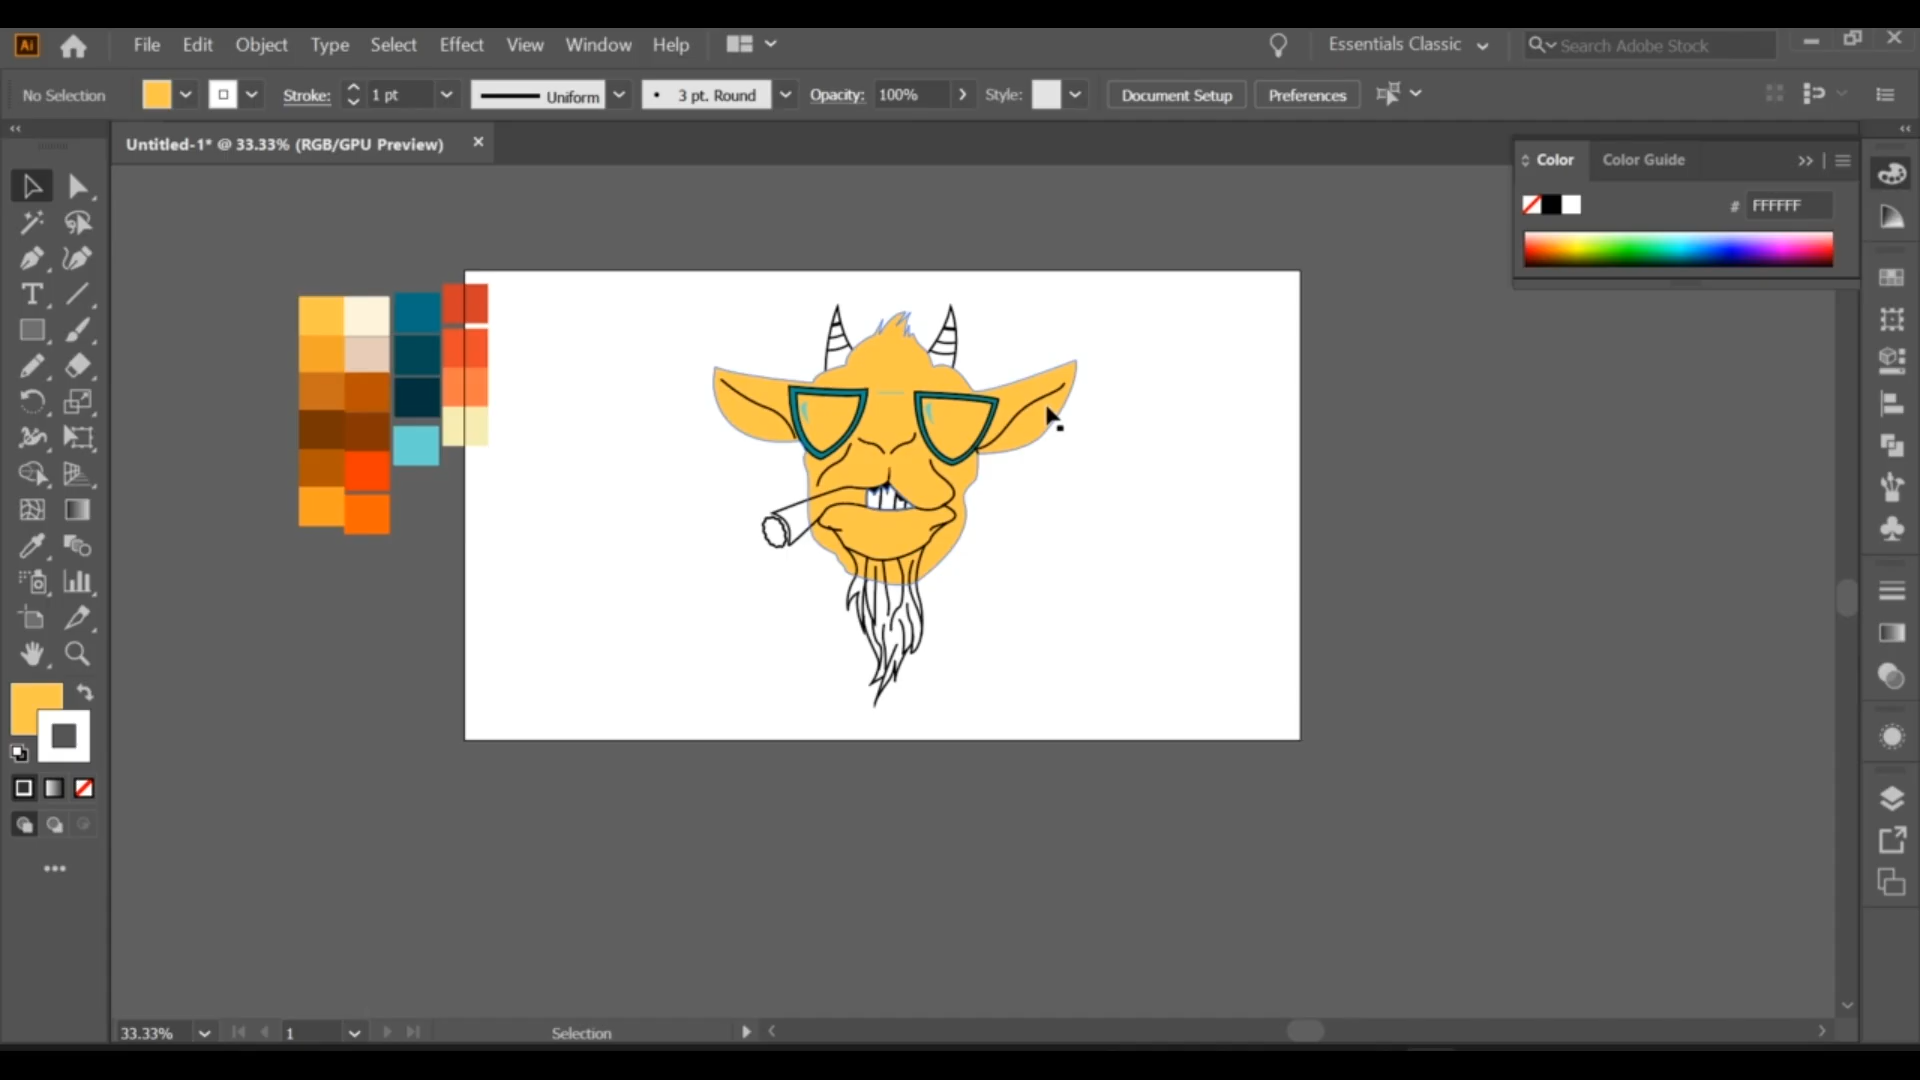 Ai File Edit Object Type Select Effect View Window Help Essentials Classic Search Adobe Stock
No Selection Stroke: 1 pt Uniform 3 pt. Round Opacity: 100% Style: Document Setup Preferences
Untitled-1* @ 33.33% (RGB/GPU Preview)
Color Color Guide
# FFFFFF
33.33% 1 Selection